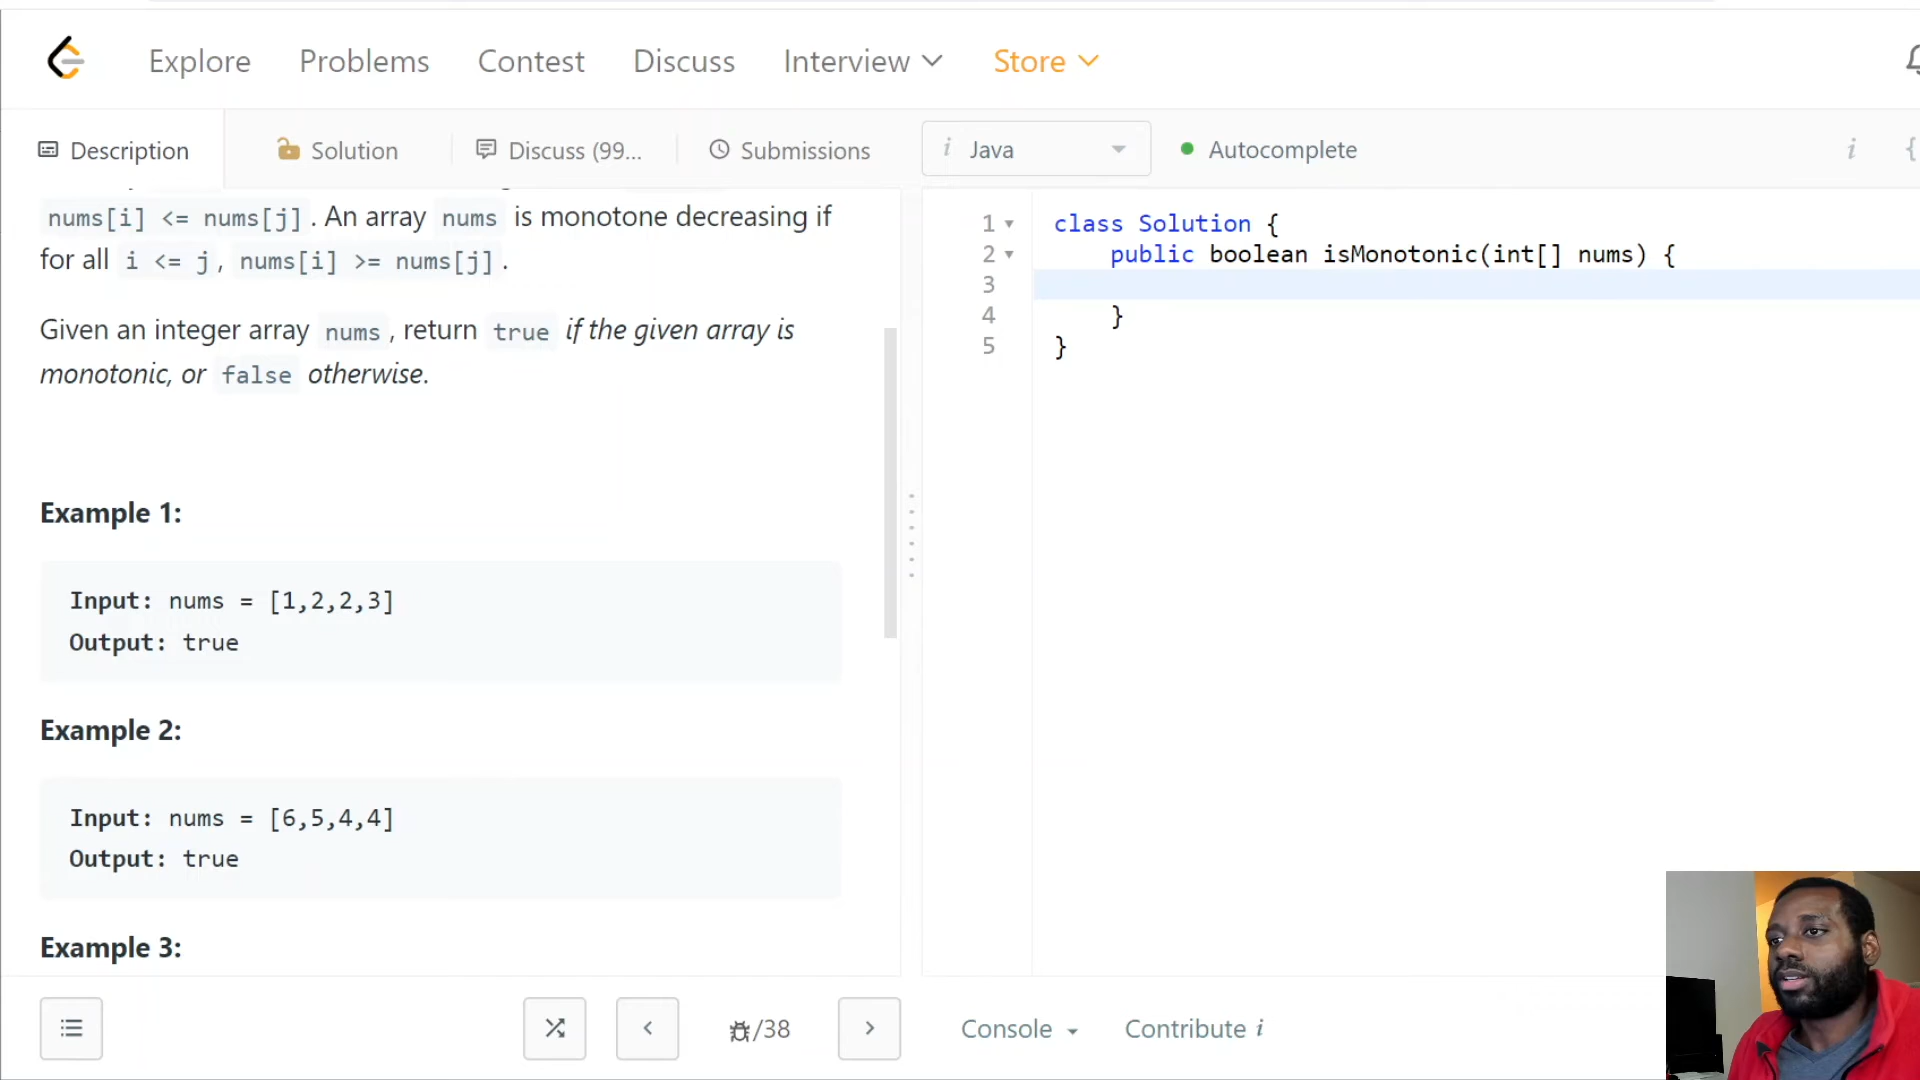 Explore Problems Contest Discuss Interview Store
Description Solution Discuss (99... Submissions i Java Autocomplete i {
nums[i] <= nums[j]. An array nums is monotone decreasing if
for all i <= j, nums[i] >= nums[j].
Given an integer array nums, return true if the given array is
monotonic, or false otherwise.
Example 1:
Input: nums = [1,2,2,3]
Output: true
Example 2:
Input: nums = [6,5,4,4]
Output: true
Example 3:
1 class Solution {
2 public boolean isMonotonic(int[] nums) {
3
4 }
5 }
/38 Console Contribute i